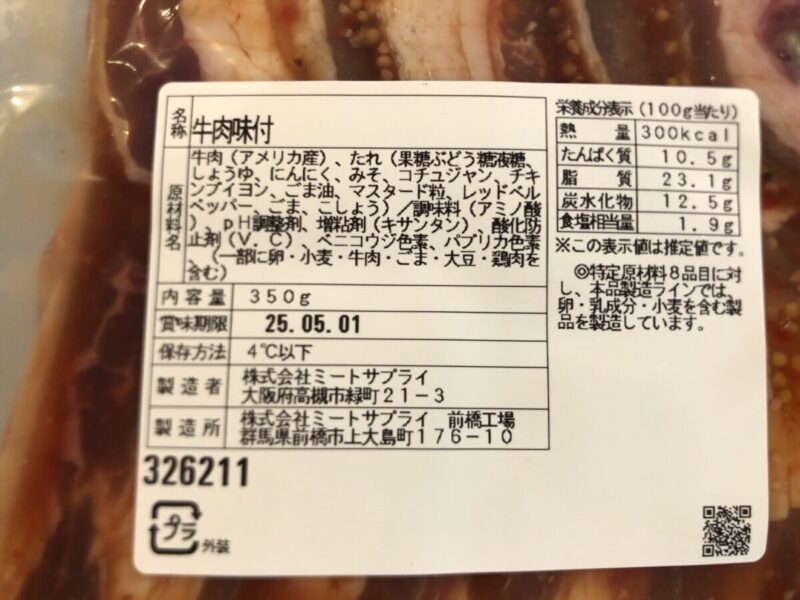 名称
牛肉味付
原材料名
牛肉（アメリカ産）、たれ（果糖ぶどう糖液糖、
しょうゆ、にんにく、みそ、コチュジャン、チキ
ンブイヨン、ごま油、マスタード粒、レッドベル
ペッパー、ごま、こしょう）／調味料（アミノ酸
）、ｐＨ調整剤、増粘剤（キサンタン）、酸化防
止剤（Ｖ．Ｃ）、ベニコウジ色素、パプリカ色素
、（一部に卵・小麦・牛肉・ごま・大豆・鶏肉を
含む）
内容量 ３５０ｇ
賞味期限 25.05.01
保存方法 ４℃以下
製造者 株式会社ミートサプライ
大阪府高槻市緑町２１－３
製造所 株式会社ミートサプライ　前橋工場
群馬県前橋市上大島町１７６－１０
326211
プラ 外装
栄養成分表示（100g当たり）
熱量 300kcal
たんぱく質 10.5g
脂質 23.1g
炭水化物 12.5g
食塩相当量 1.9g
※この表示値は推定値です。
◎特定原材料８品目に対
し、本品製造ラインでは、
卵・乳成分・小麦を含む製
品を製造しています。